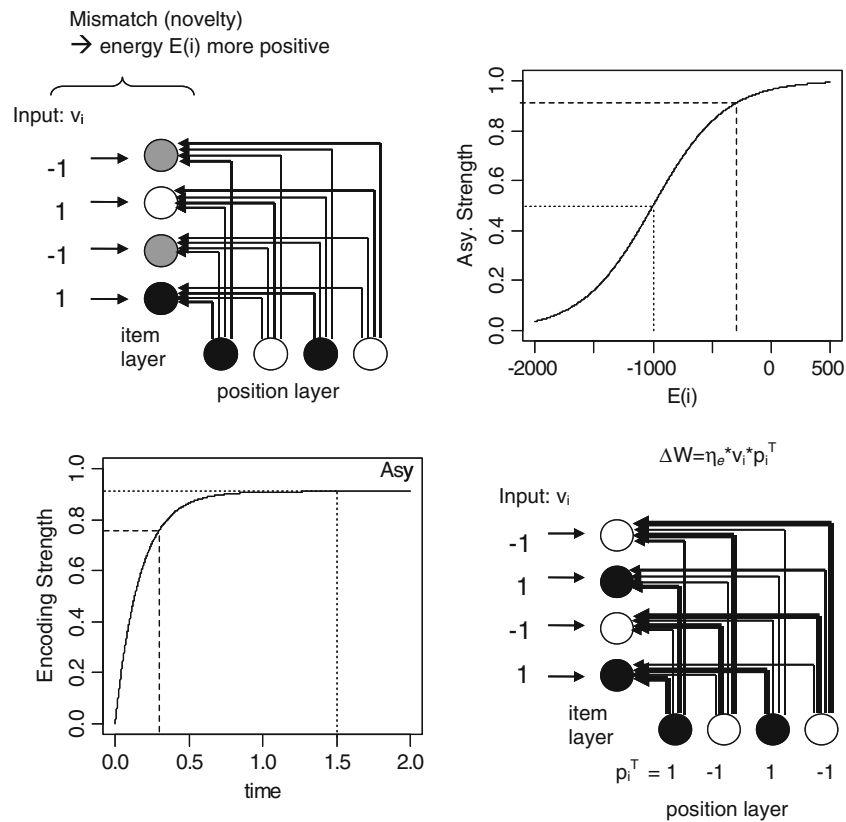 Mismatch (novelty)
→ energy E(i) more positive
Input: vᵢ
-1
1
-1
1
item
layer
position layer
Asy. Strength
1.0
0.8
0.6
0.4
0.2
0.0
-2000
-1000
0
500
E(i)
Encoding Strength
1.0
0.8
0.6
0.4
0.2
0.0
Asy
0.0
0.5
1.0
1.5
2.0
time
ΔW=ηₑ*vᵢ*pᵢᵀ
Input: vᵢ
-1
1
-1
1
item
layer
pᵢᵀ = 1 -1 1 -1
position layer